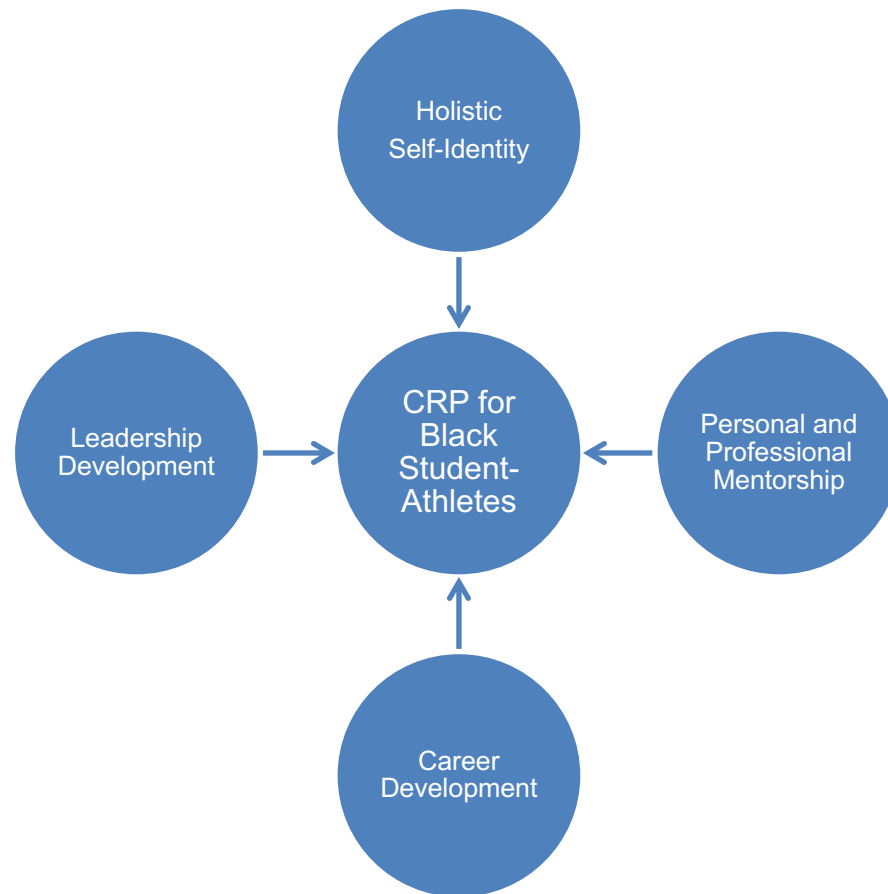 Holistic
Self-Identity
Leadership
Development
CRP for
Black
Student-
Athletes
Personal and
Professional
Mentorship
Career
Development